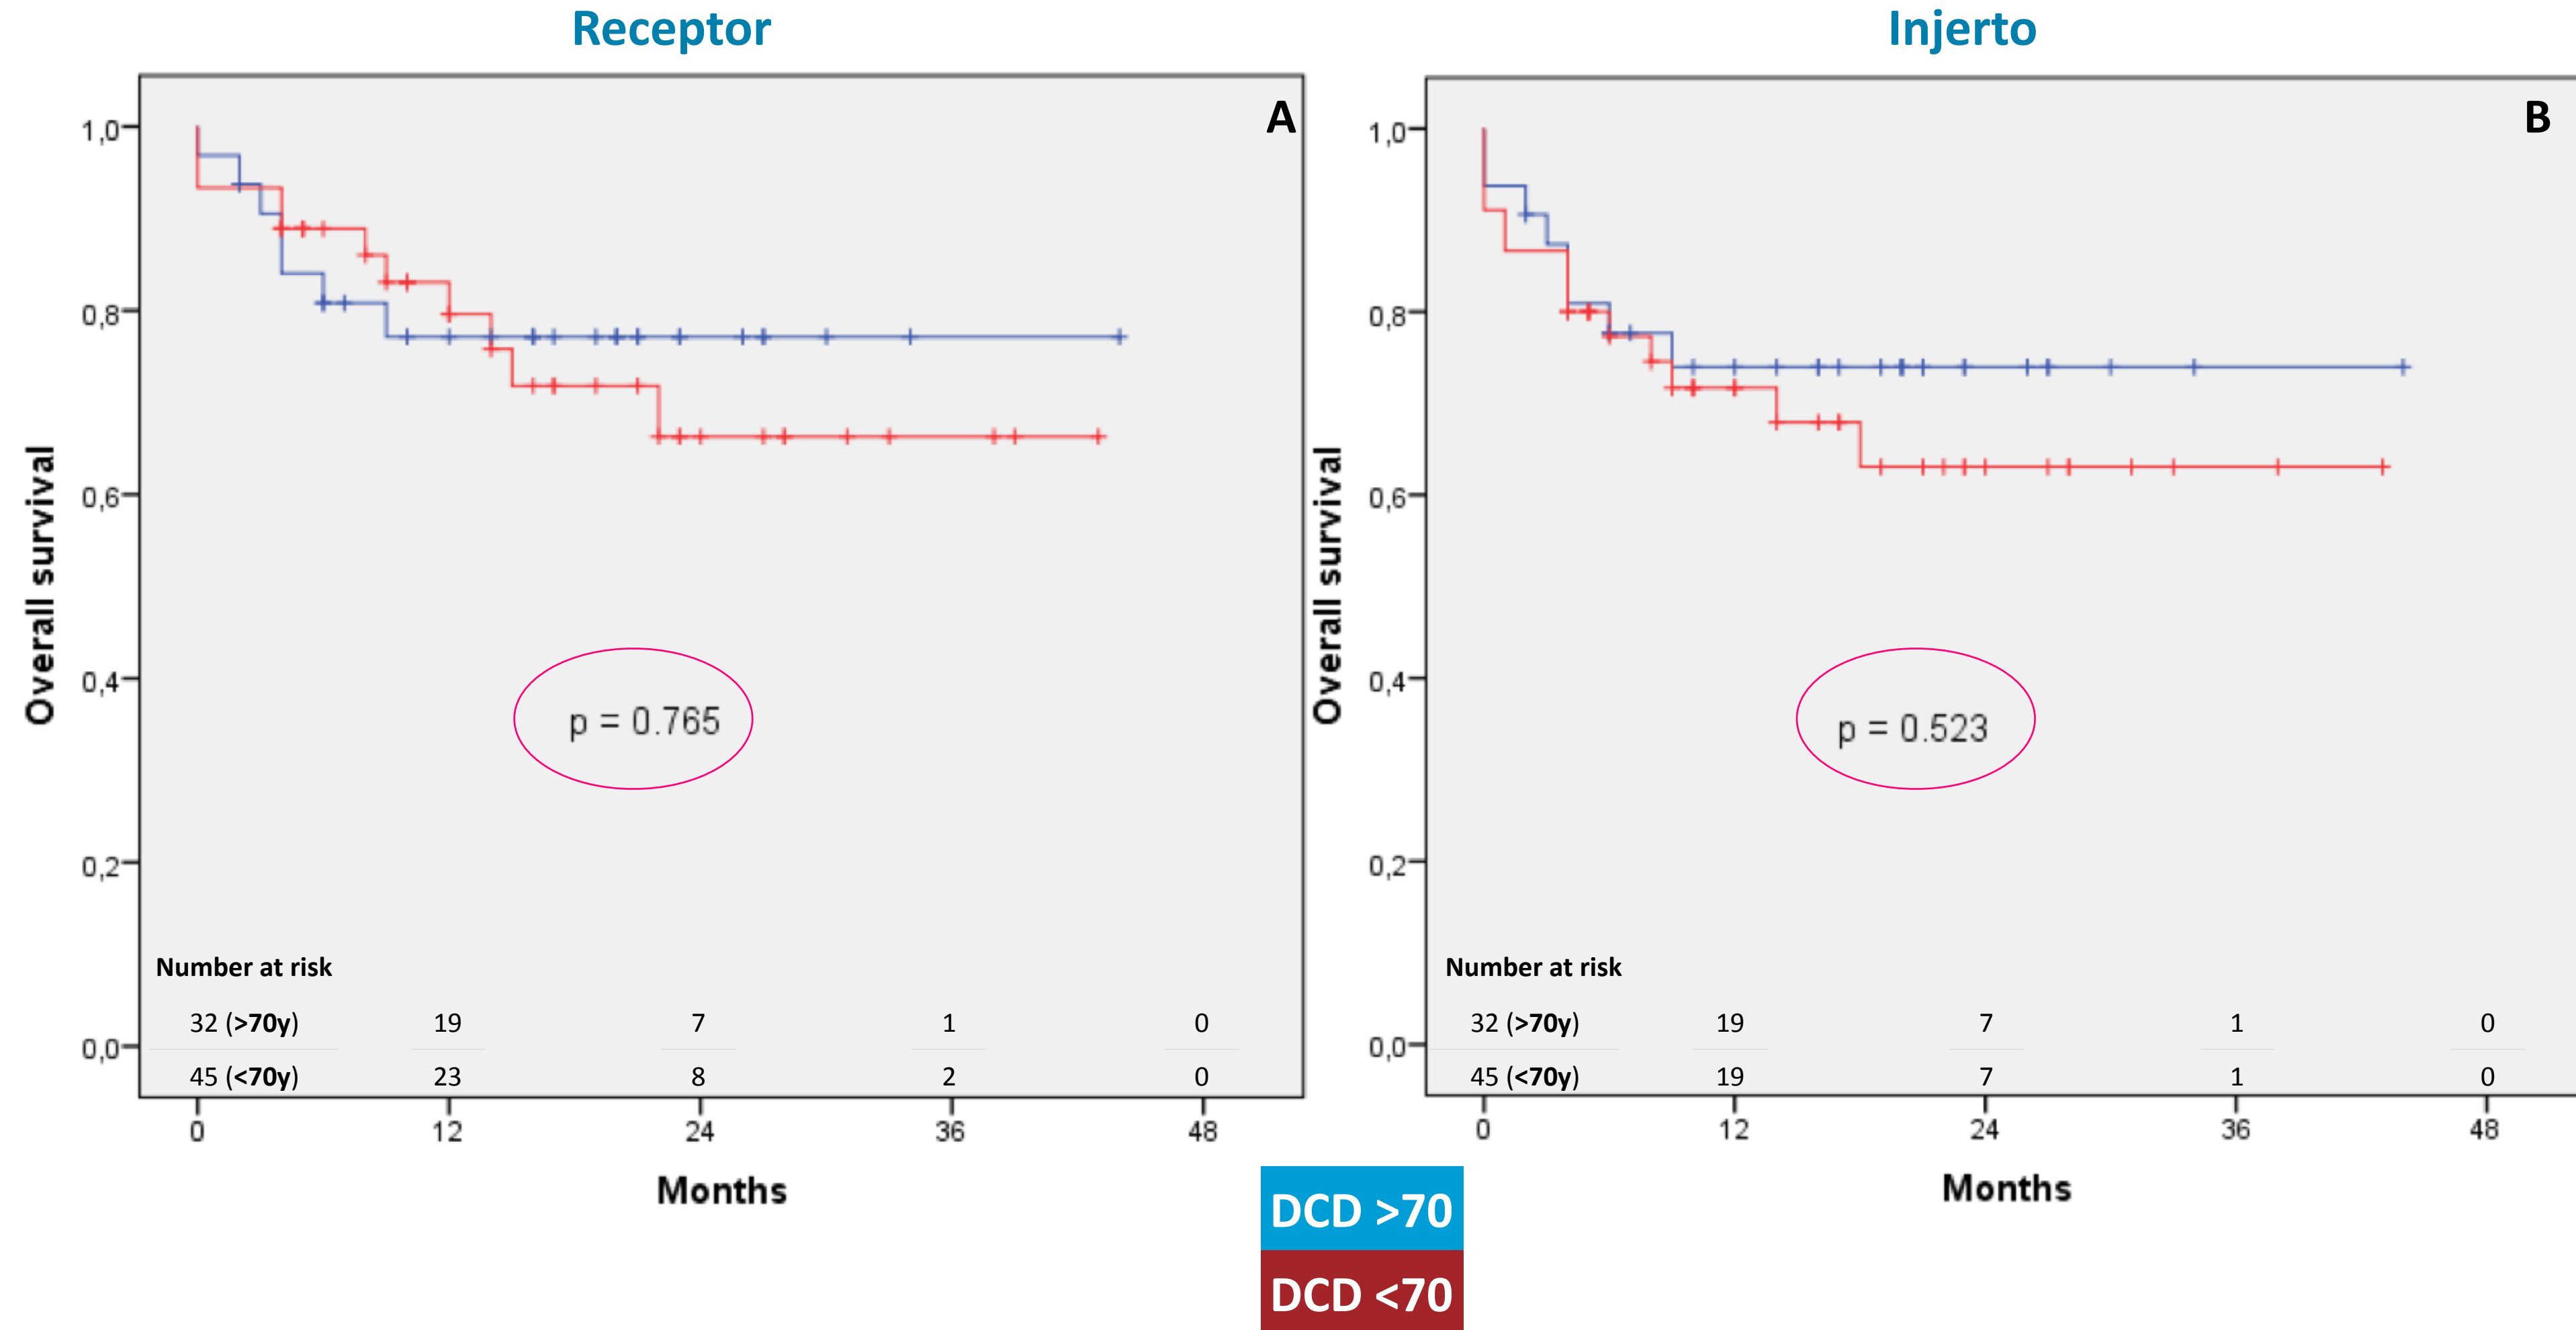 Receptor
A
1,0
0,8
0,6
0,4
0,2
0,0
Overall survival
p = 0.765
Number at risk
32 (>70y) 19 7 1 0
45 (<70y) 23 8 2 0
0 12 24 36 48
Months
Injerto
B
1,0
0,8
0,6
0,4
0,2
0,0
Overall survival
p = 0.523
Number at risk
32 (>70y) 19 7 1 0
45 (<70y) 19 7 1 0
0 12 24 36 48
Months
DCD >70
DCD <70